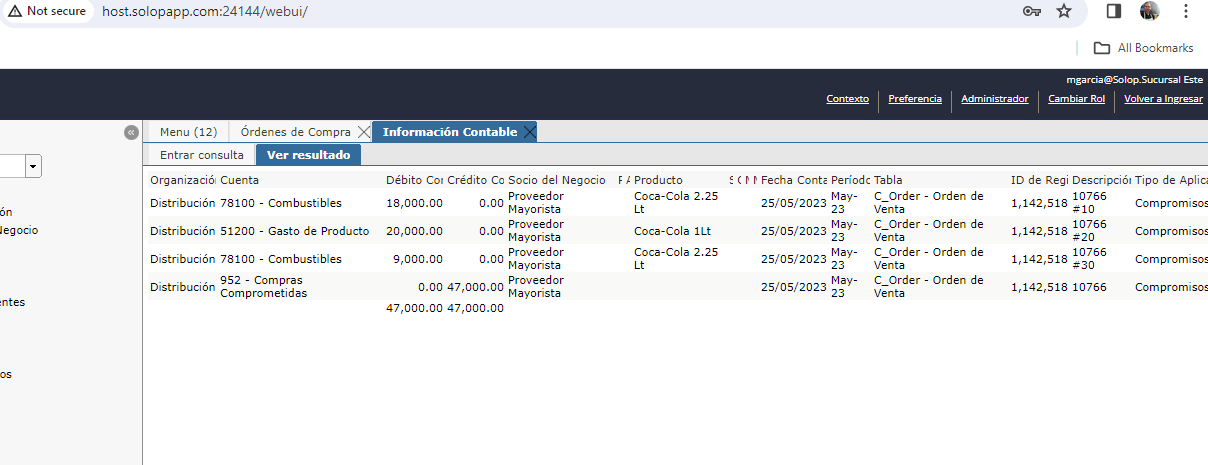 Not secure host.solopapp.com:24144/webui/
All Bookmarks
mgarcia@Solop.Sucursal Este
Contexto Preferencia Administrador Cambiar Rol Volver a Ingresar
Menu (12) Órdenes de Compra Información Contable
Entrar consulta Ver resultado
Organización Cuenta Débito Con Crédito Co Socio del Negocio Producto Fecha Conta Período Tabla ID de Regi Descripción Tipo de Aplica
Distribución 78100 - Combustibles 18,000.00 0.00 Proveedor Mayorista Coca-Cola 2.25 Lt 25/05/2023 May-23 C_Order - Orden de Venta 1,142,518 10766 #10 Compromisos
Distribución 51200 - Gasto de Producto 20,000.00 0.00 Proveedor Mayorista Coca-Cola 1Lt 25/05/2023 May-23 C_Order - Orden de Venta 1,142,518 10766 #20 Compromisos
Distribución 78100 - Combustibles 9,000.00 0.00 Proveedor Mayorista Coca-Cola 2.25 Lt 25/05/2023 May-23 C_Order - Orden de Venta 1,142,518 10766 #30 Compromisos
Distribución 952 - Compras Comprometidas 0.00 47,000.00 Proveedor Mayorista 25/05/2023 May-23 C_Order - Orden de Venta 1,142,518 10766 Compromisos
47,000.00 47,000.00
ón
Negocio
entes
os